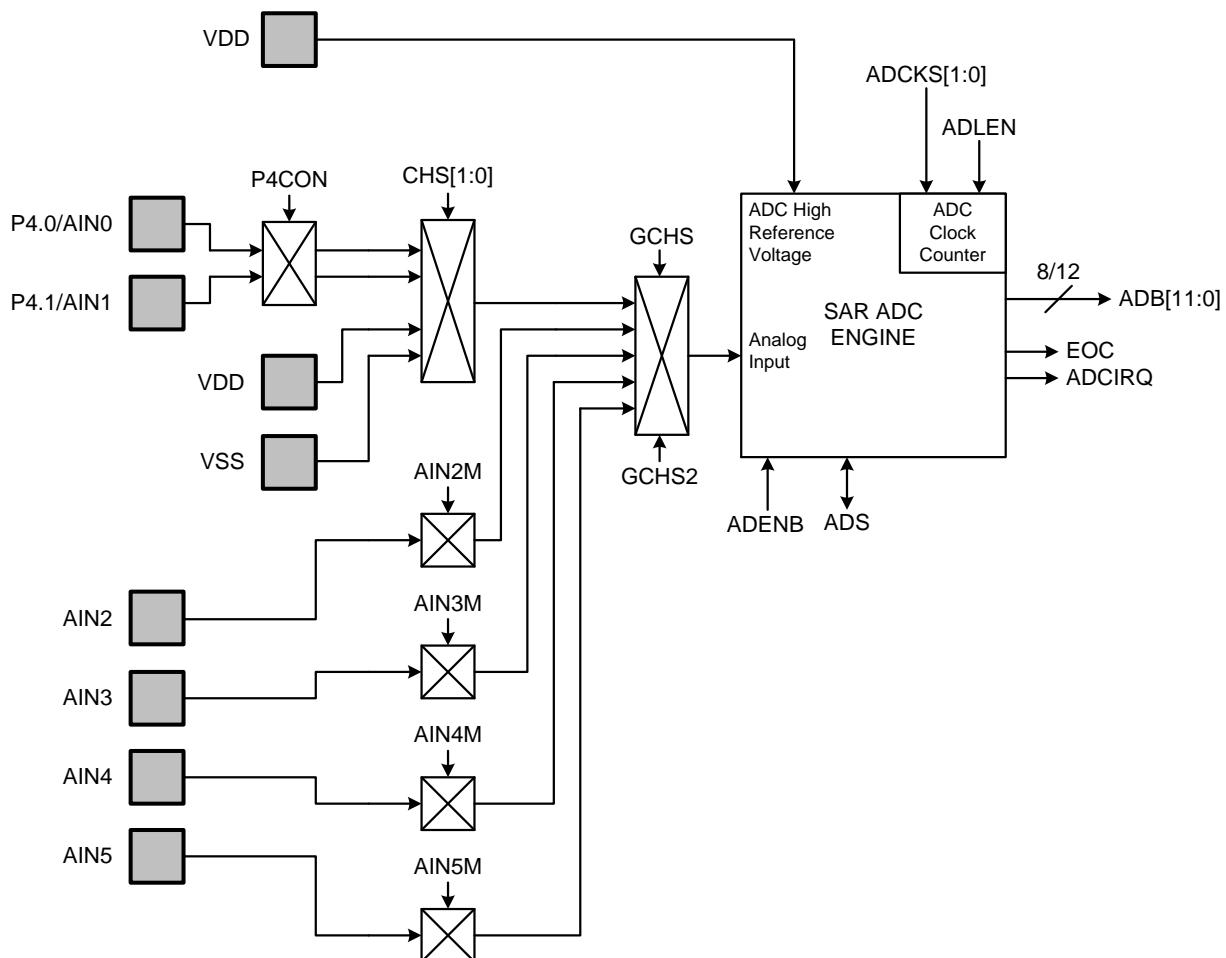 VDD
ADCKS[1:0]
ADLEN
P4CON
CHS[1:0]
P4.0/AIN0
ADC High
Reference
Voltage
ADC
Clock
Counter
GCHS
8/12
P4.1/AIN1
ADB[11:0]
SAR ADC
ENGINE
Analog
Input
EOC
ADCIRQ
VDD
VSS
AIN2M
GCHS2
ADENB
ADS
AIN2
AIN3M
AIN3
AIN4M
AIN4
AIN5
AIN5M